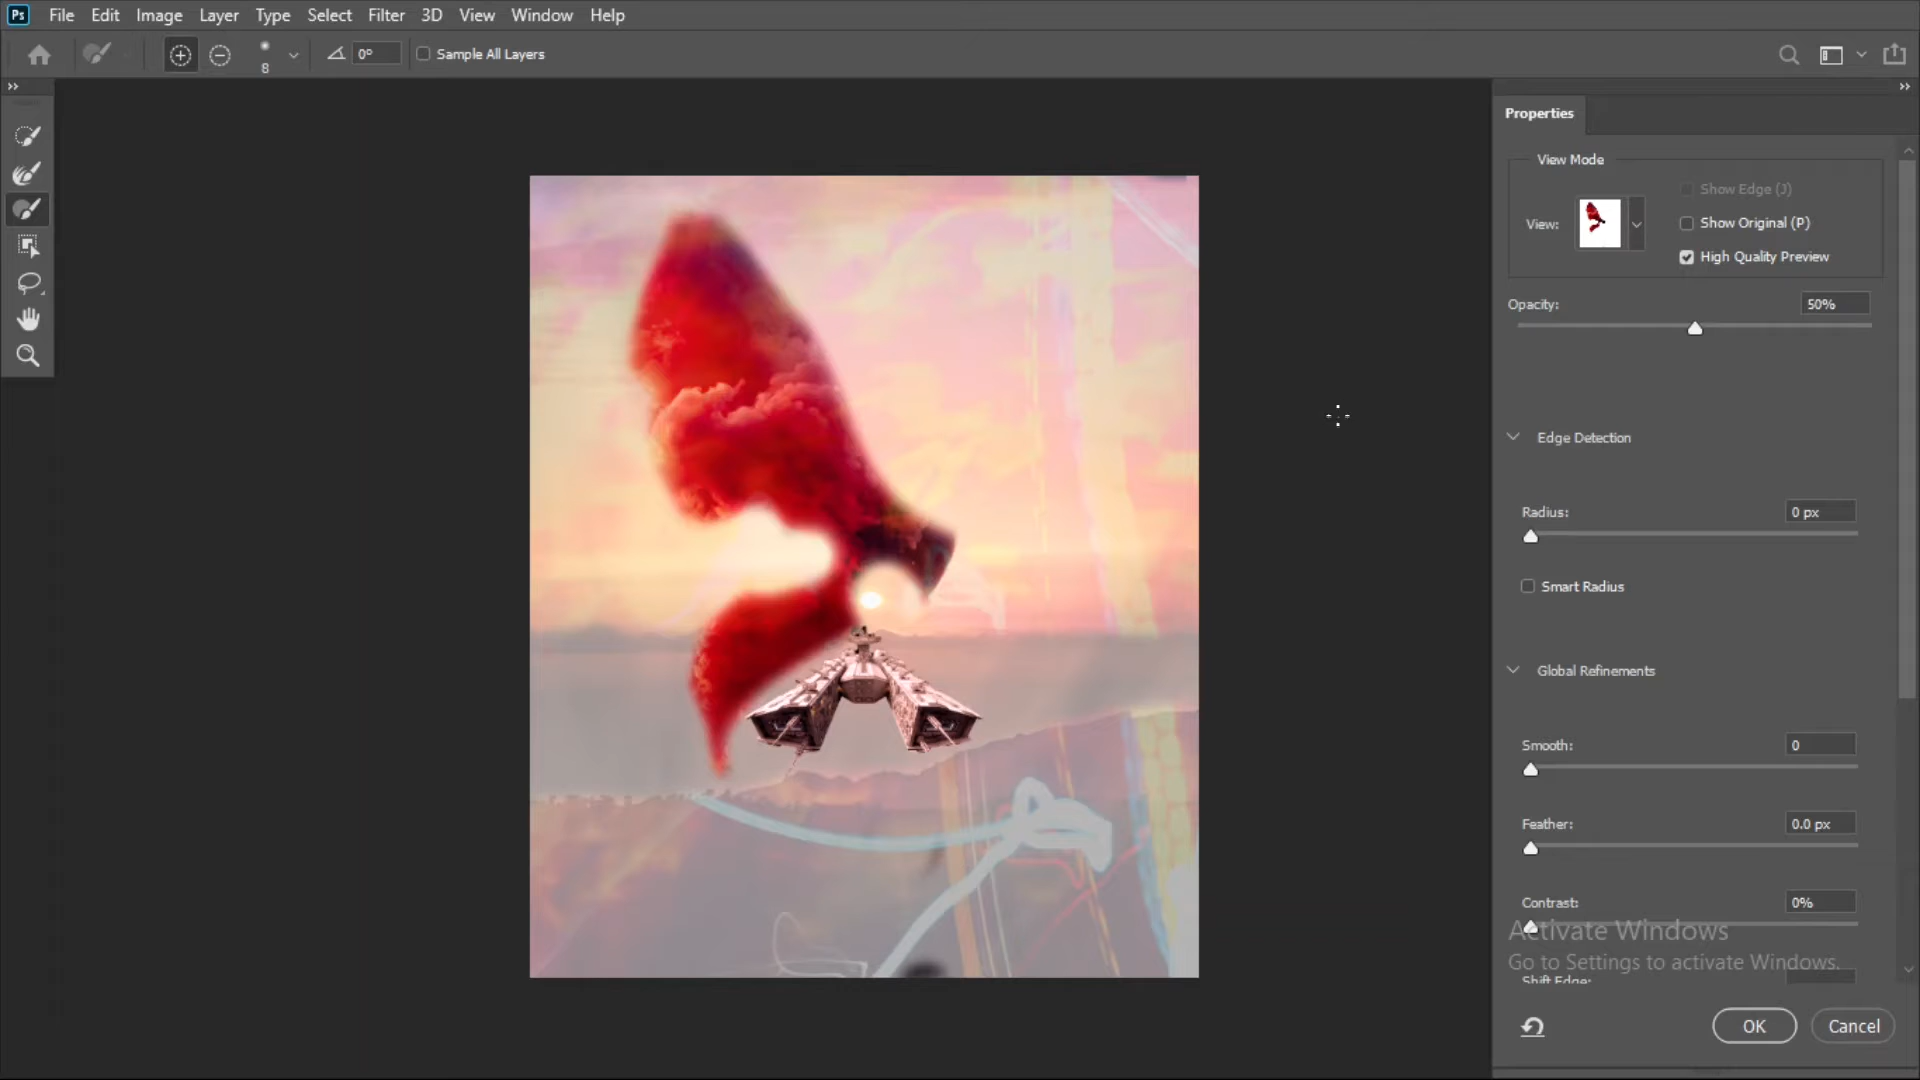 Ps File Edit Image Layer Type Select Filter 3D View Window Help
8 0° Sample All Layers
Properties
View Mode
Show Edge (J)
View: Show Original (P)
High Quality Preview
Opacity: 50%
Edge Detection
Radius: 0 px
Smart Radius
Global Refinements
Smooth: 0
Feather: 0.0 px
Contrast: 0%
Activate Windows
Go to Settings to activate Windows.
Shift Edge:
OK Cancel